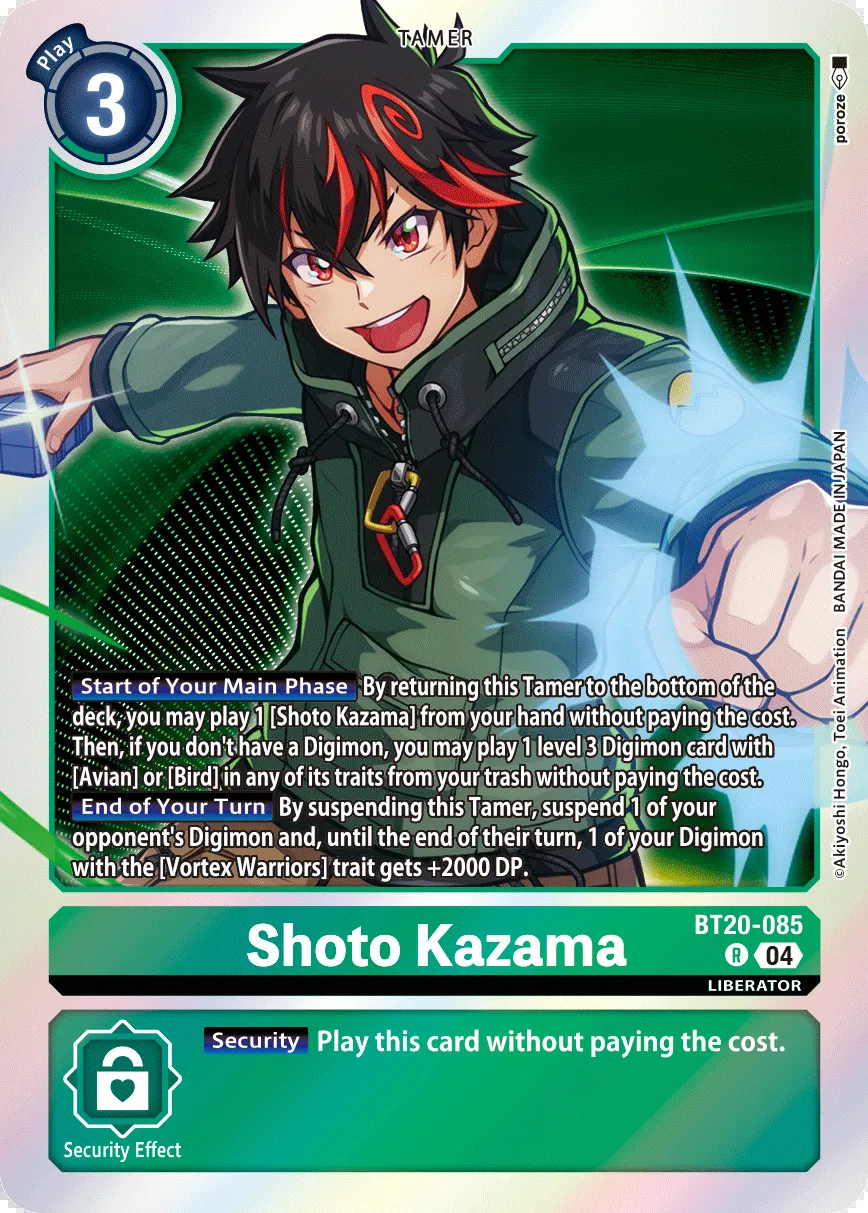 TAMER
Play
3
poroze
Start of Your Main Phase By returning this Tamer to the bottom of the
deck, you may play 1 [Shoto Kazama] from your hand without paying the cost.
Then, if you don't have a Digimon, you may play 1 level 3 Digimon card with
[Avian] or [Bird] in any of its traits from your trash without paying the cost.
End of Your Turn By suspending this Tamer, suspend 1 of your
opponent's Digimon and, until the end of their turn, 1 of your Digimon
with the [Vortex Warriors] trait gets +2000 DP.
©Akiyoshi Hongo, Toei Animation BANDAI MADE IN JAPAN
Shoto Kazama
BT20-085
R 04
LIBERATOR
Security Play this card without paying the cost.
Security Effect